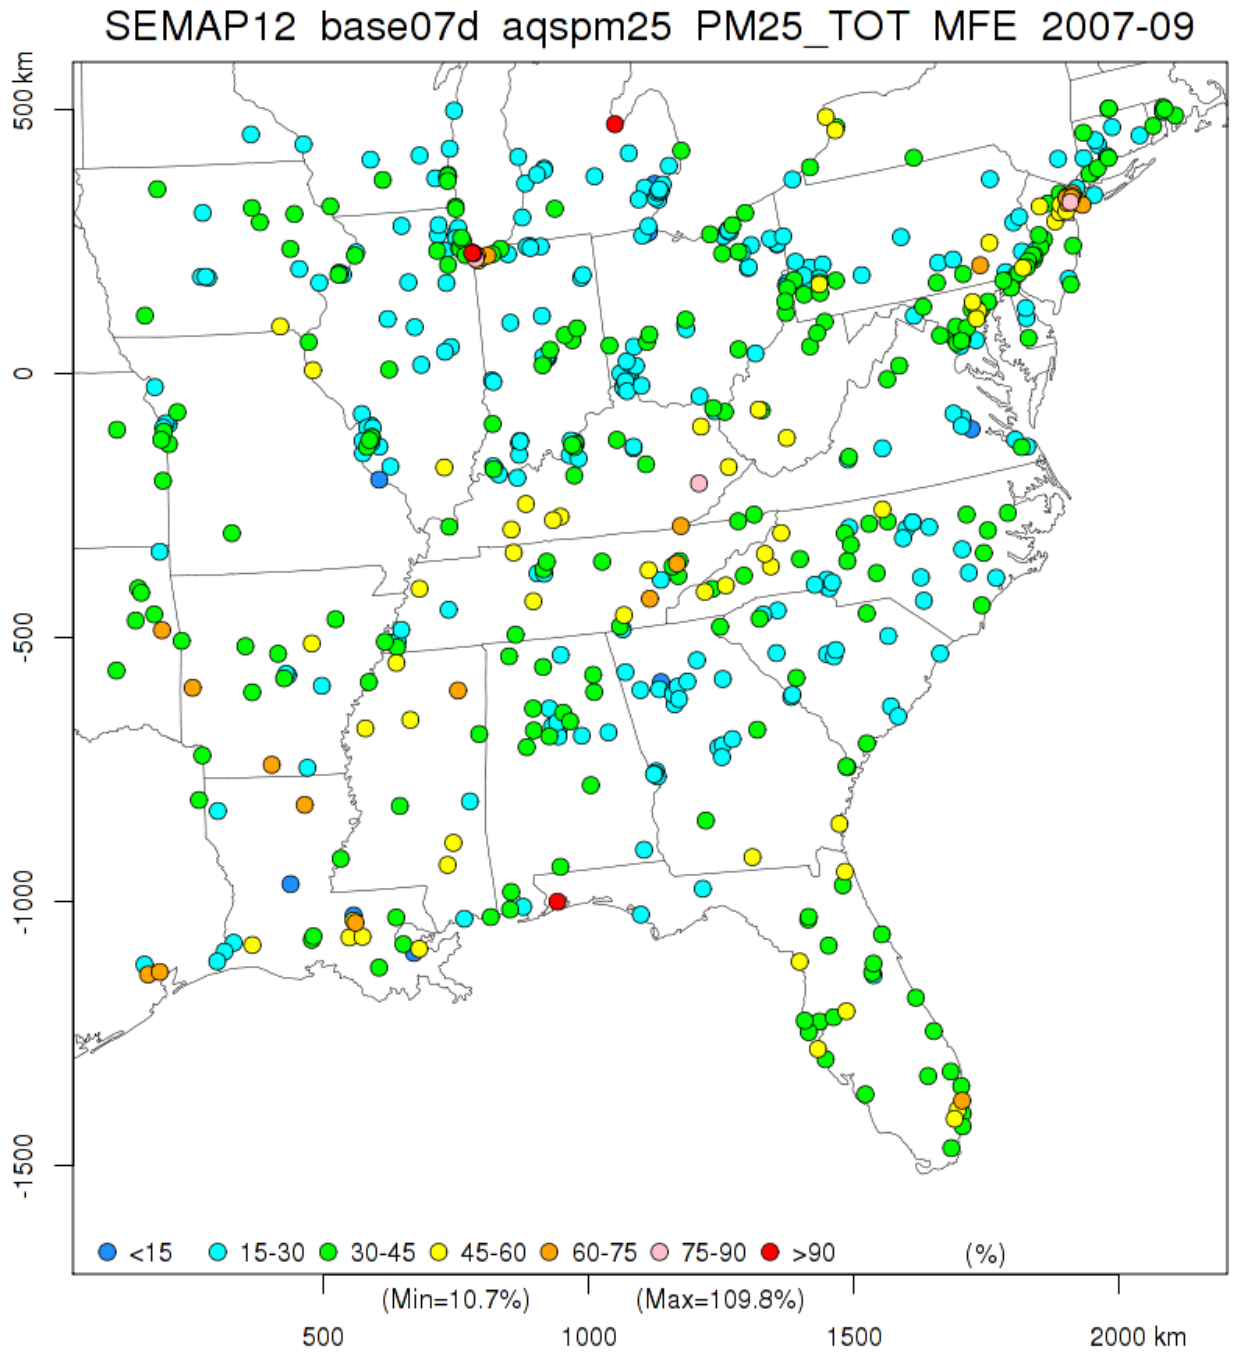 SEMAP12 base07d aqspm25 PM25_TOT MFE 2007-09
500 km
0
-500
-1000
-1500
<15 15-30 30-45 45-60 60-75 75-90 >90 (%)
(Min=10.7%) (Max=109.8%)
500 1000 1500 2000 km